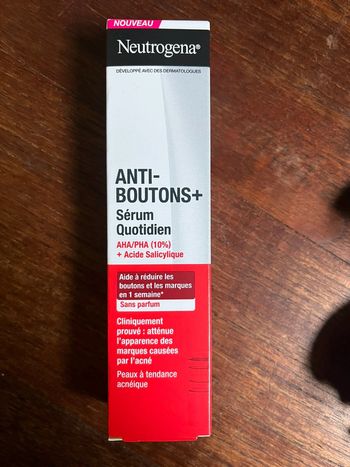 NOUVEAU
Neutrogena®
DÉVELOPPÉ AVEC DES DERMATOLOGUES
ANTI-
BOUTONS+
Sérum
Quotidien
AHA/PHA (10%)
+ Acide Salicylique
Aide à réduire les
boutons et les marques
en 1 semaine*
Sans parfum
Cliniquement
prouvé : atténue
l'apparence des
marques causées
par l'acné
Peaux à tendance
acnéique